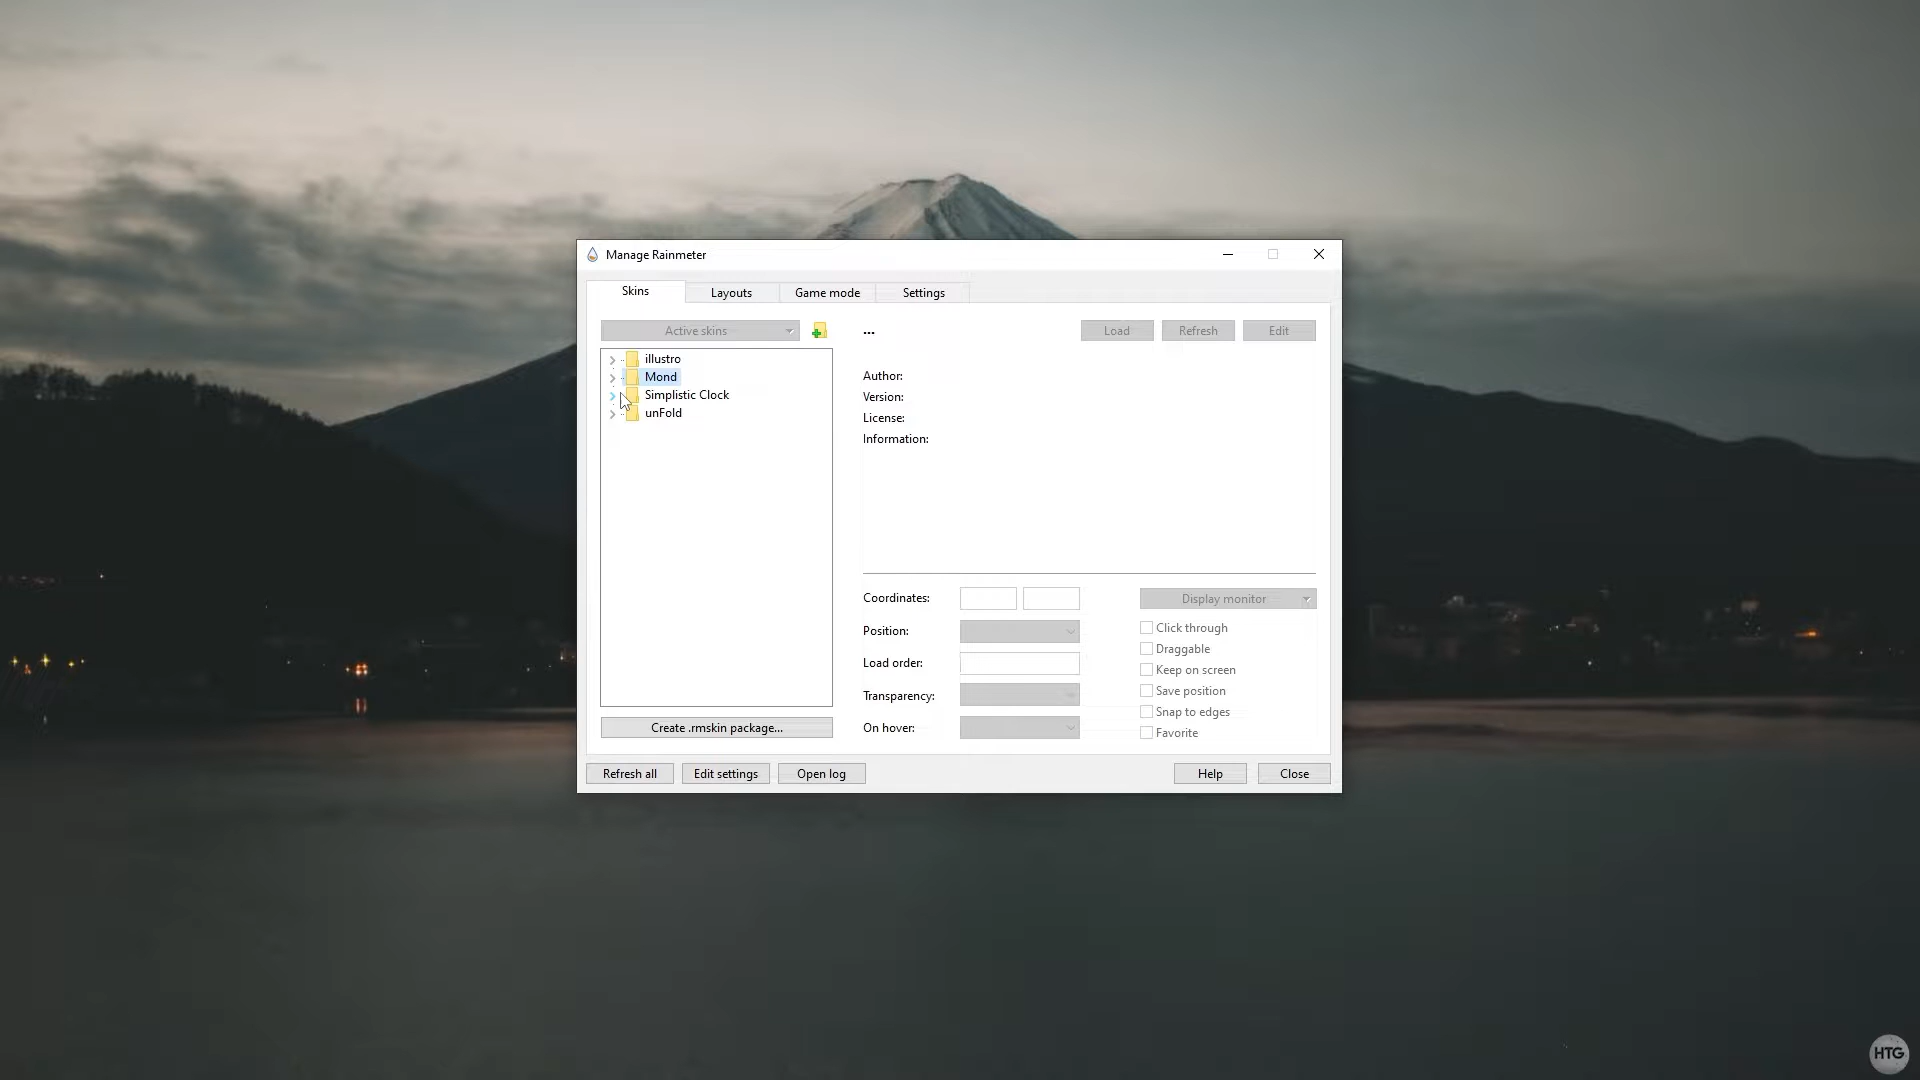 Manage Rainmeter
Skins
Layouts
Game mode
Settings
Active skins
...
Load
Refresh
Edit
illustro
Mond
Simplistic Clock
unFold
Author:
Version:
License:
Information:
Coordinates:
Display monitor
Position:
Click through
Draggable
Load order:
Keep on screen
Transparency:
Save position
Snap to edges
On hover:
Favorite
Create .rmskin package...
Refresh all
Edit settings
Open log
Help
Close
HTG